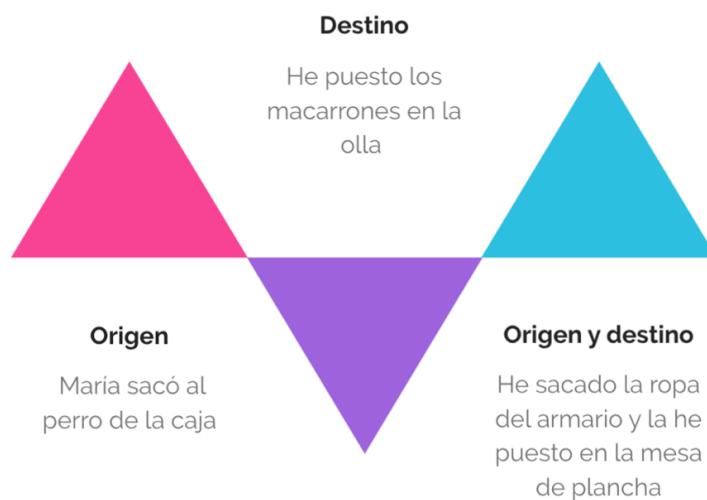 Destino
He puesto los
macarrones en la
olla
Origen
María sacó al
perro de la caja
Origen y destino
He sacado la ropa
del armario y la he
puesto en la mesa
de plancha